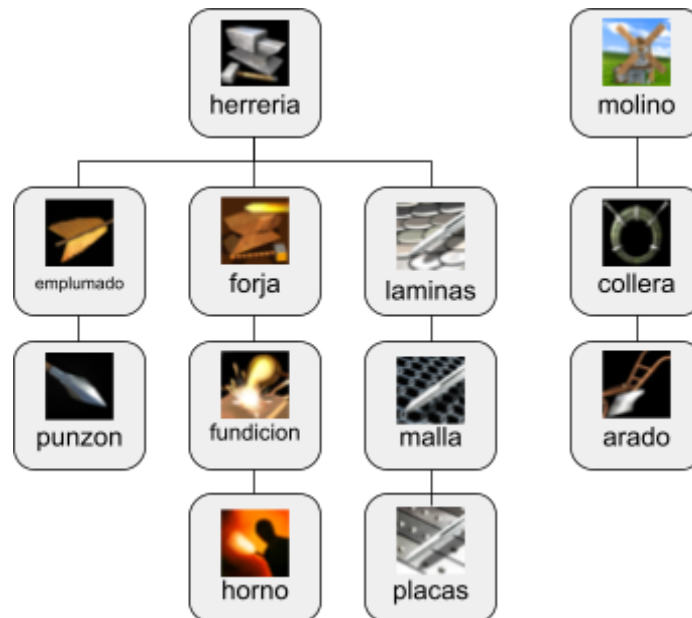 herreria
molino
emplumado
forja
laminas
collera
punzon
fundicion
malla
arado
horno
placas